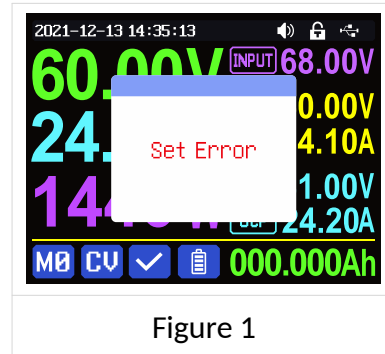 2021-12-13 14:35:13
60.00V INPUT 68.00V
0.00V
24. 4.10A
Set Error
1.00V
144 W 24.20A
M0 CV 000.000Ah
Figure 1